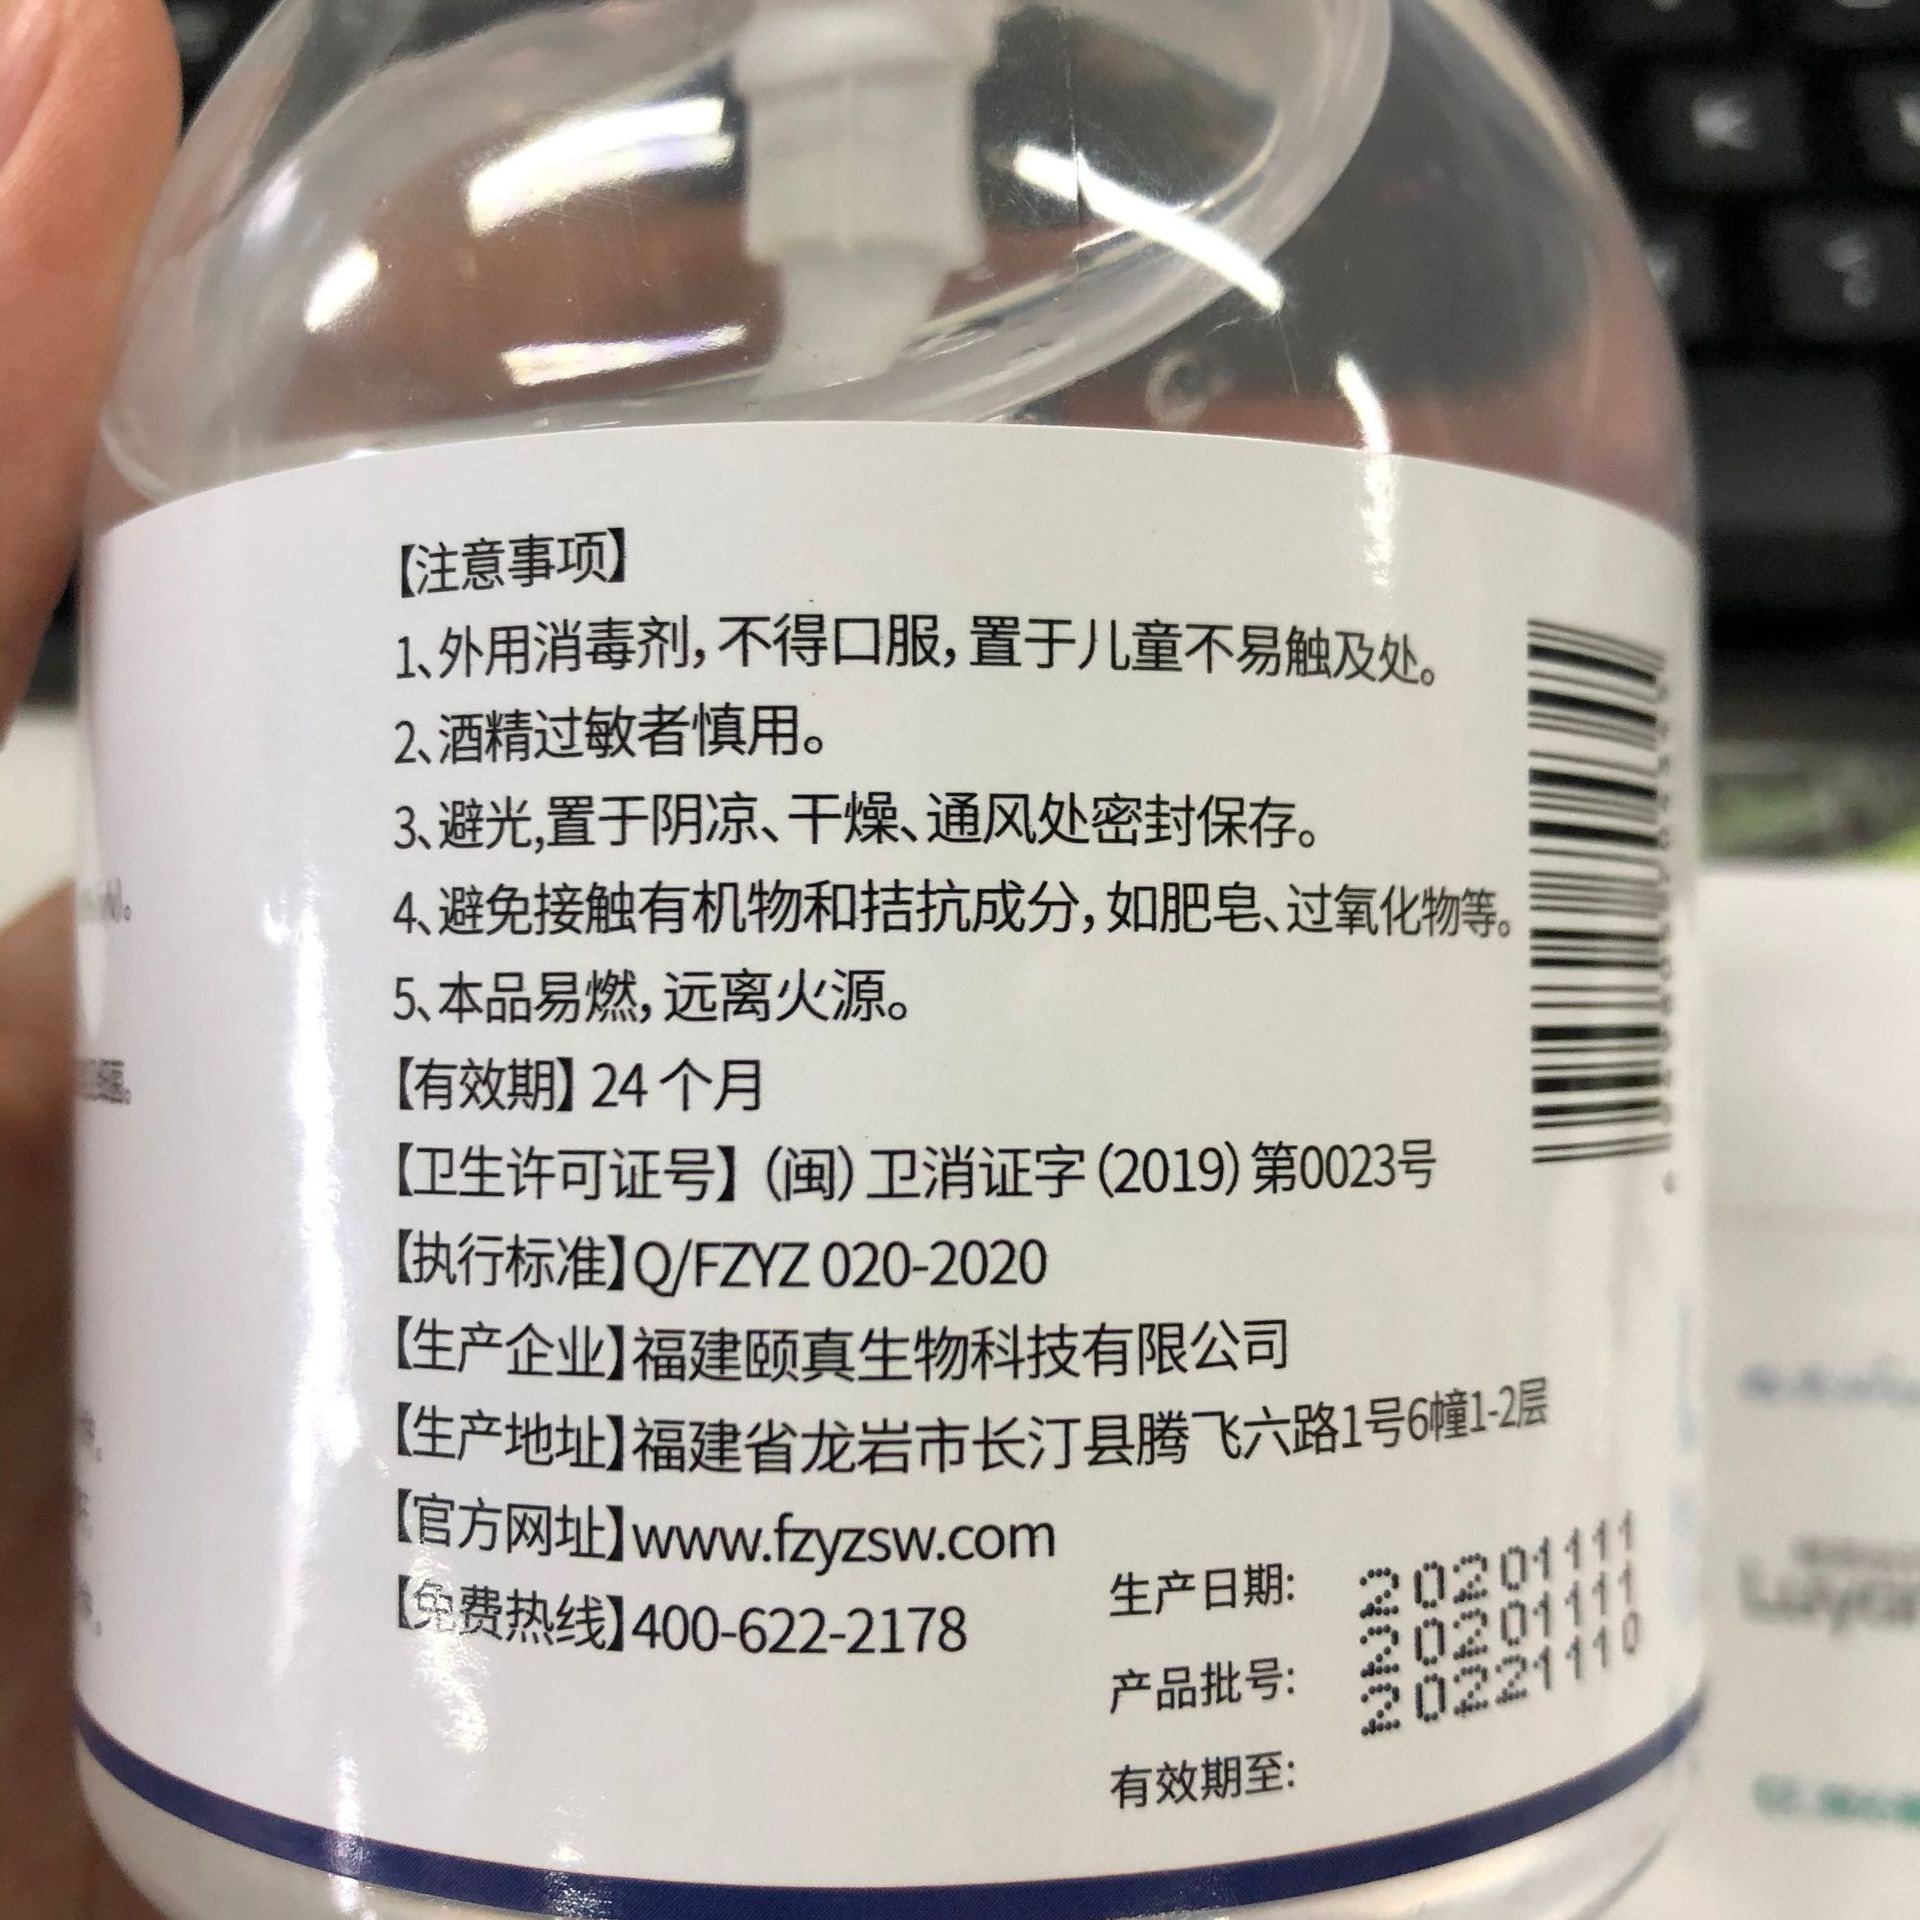 【注意事项】
1、外用消毒剂，不得口服，置于儿童不易触及处。
2、酒精过敏者慎用。
3、避光,置于阴凉、干燥、通风处密封保存。
4、避免接触有机物和拮抗成分，如肥皂、过氧化物等。
5、本品易燃，远离火源。
【有效期】24个月
【卫生许可证号】（闽）卫消证字（2019）第0023号
【执行标准】Q/FZYZ 020-2020
【生产企业】福建颐真生物科技有限公司
【生产地址】福建省龙岩市长汀县腾飞六路1号6幢1-2层
【官方网址】www.fzyzsw.com
【免费热线】400-622-2178
生产日期: 20201111
产品批号: 20201111
有效期至: 20221110